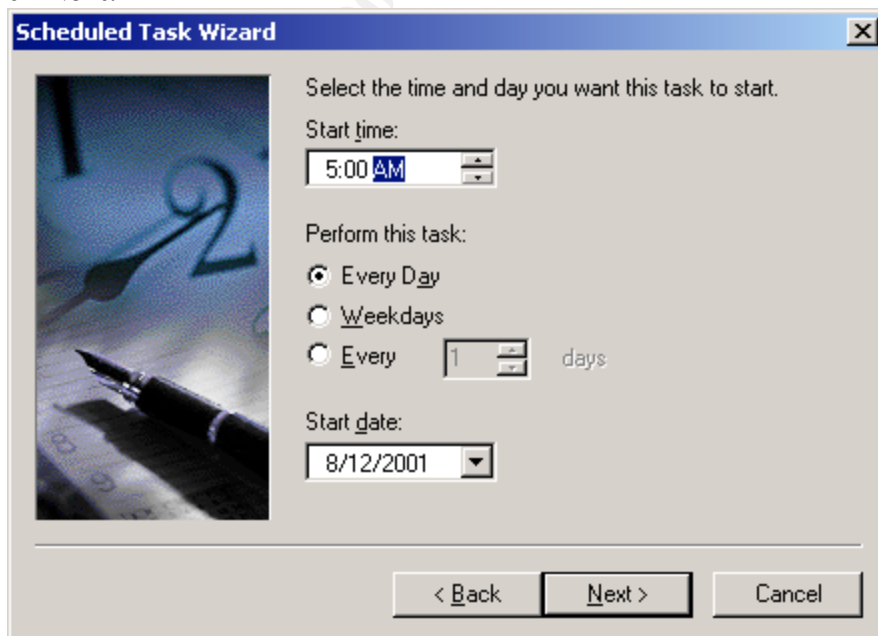 Scheduled Task Wizard
Select the time and day you want this task to start.
Start time:
5:00 AM
Perform this task:
Every Day
Weekdays
Every 1 days
Start date:
8/12/2001
< Back
Next >
Cancel